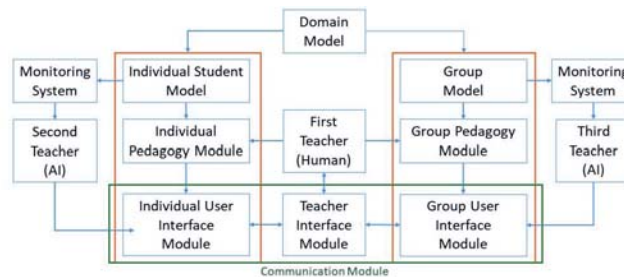 Domain
Model
Monitoring
System
Individual Student
Model
Group
Model
Monitoring
System
Second
Teacher
(AI)
Individual
Pedagogy Module
First
Teacher
(Human)
Group Pedagogy
Module
Third
Teacher
(AI)
Individual User
Interface
Module
Teacher
Interface
Module
Group User
Interface
Module
Communication Module